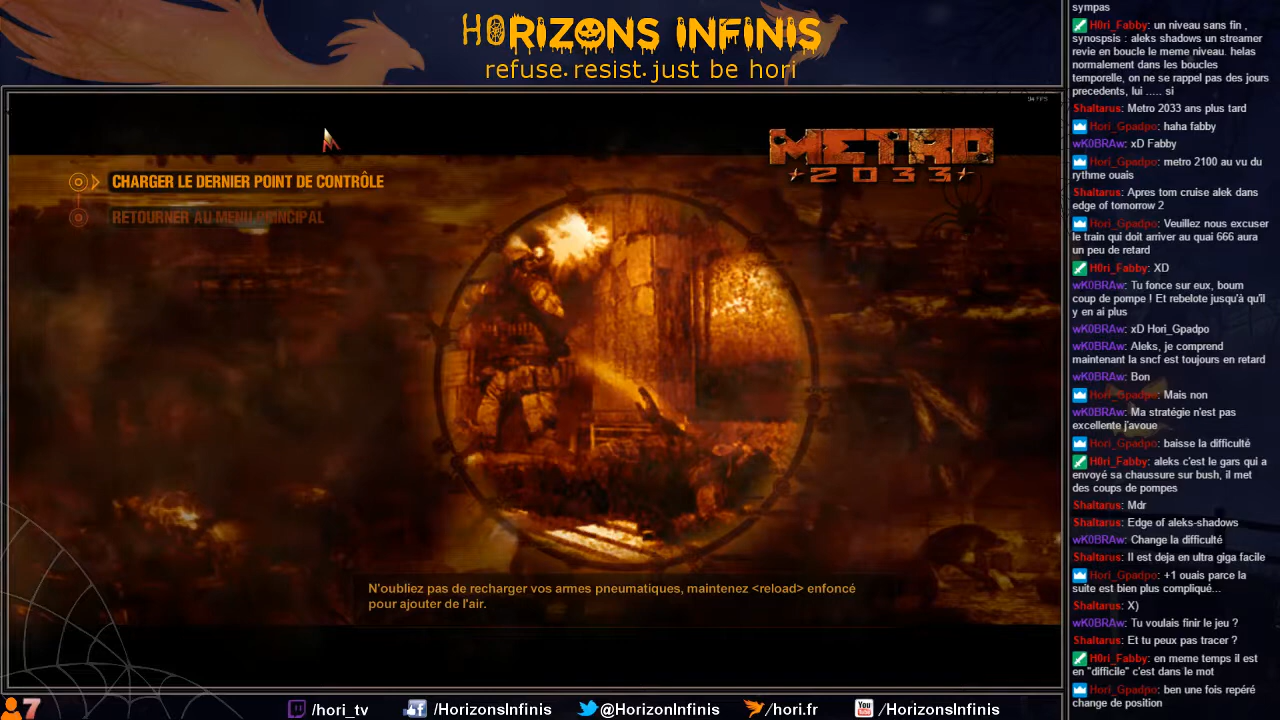 HORIZONS INFINIS
refuse. resist. just be hori
94 FPS
METRO
2033
CHARGER LE DERNIER POINT DE CONTRÔLE
RETOURNER AU MENU PRINCIPAL
N'oubliez pas de recharger vos armes pneumatiques, maintenez <reload> enfoncé
pour ajouter de l'air.
7
/hori_tv
/HorizonsInfinis
@HorizonInfinis
/hori.fr
You
Tube
/HorizonsInfinis
sympas
H0ri_Fabby: un niveau sans fin ,
synospsis : aleks shadows un streamer
revie en boucle le meme niveau. helas
normalement dans les boucles
temporelle, on ne se rappel pas des jours
precedents, lui ..... si
Shaltarus: Metro 2033 ans plus tard
Hori_Gpadpo: haha fabby
wK0BRAw: xD Fabby
Hori_Gpadpo: metro 2100 au vu du
rythme ouais
Shaltarus: Apres tom cruise alek dans
edge of tomorrow 2
Hori_Gpadpo: Veuillez nous excuser
le train qui doit arriver au quai 666 aura
un peu de retard
H0ri_Fabby: XD
wK0BRAw: Tu fonce sur eux, boum
coup de pompe ! Et rebelote jusqu'à qu'il
y en ai plus
wK0BRAw: xD Hori_Gpadpo
wK0BRAw: Aleks, je comprend
maintenant la sncf est toujours en retard
wK0BRAw: Bon
Hori_Gpadpo: Mais non
wK0BRAw: Ma stratégie n'est pas
excellente j'avoue
Hori_Gpadpo: baisse la difficulté
H0ri_Fabby: aleks c'est le gars qui a
envoyé sa chaussure sur bush, il met
des coups de pompes
Shaltarus: Mdr
Shaltarus: Edge of aleks-shadows
wK0BRAw: Change la difficulté
Shaltarus: Il est deja en ultra giga facile
Hori_Gpadpo: +1 ouais parce la
suite est bien plus compliqué...
Shaltarus: X)
wK0BRAw: Tu voulais finir le jeu ?
Shaltarus: Et tu peux pas tracer ?
H0ri_Fabby: en meme temps il est
en "difficile" c'est dans le mot
Hori_Gpadpo: ben une fois repéré
change de position